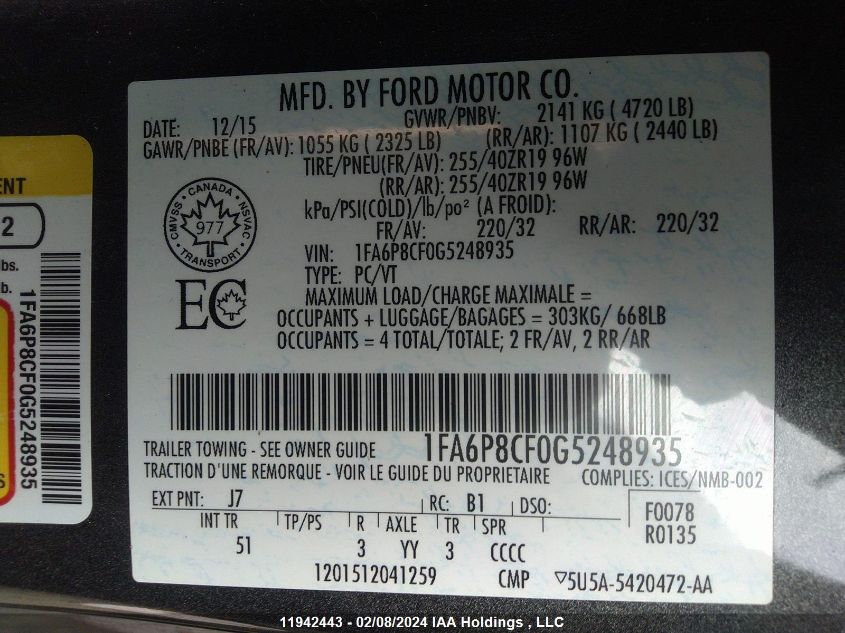 MFD. BY FORD MOTOR CO.
DATE: 12/15 GVWR/PNBV: 2141 KG ( 4720 LB)
GAWR/PNBE (FR/AV): 1055 KG ( 2325 LB) (RR/AR): 1107 KG ( 2440 LB)
TIRE/PNEU(FR/AV): 255/40ZR19 96W
(RR/AR): 255/40ZR19 96W
kPa/PSI(COLD)/lb/po² (A FROID):
FR/AV: 220/32 RR/AR: 220/32
VIN: 1FA6P8CF0G5248935
TYPE: PC/VT
MAXIMUM LOAD/CHARGE MAXIMALE =
OCCUPANTS + LUGGAGE/BAGAGES = 303KG/ 668LB
OCCUPANTS = 4 TOTAL/TOTALE; 2 FR/AV, 2 RR/AR
CANADA
CMVSS 977 NSVAC
TRANSPORT
EC
TRAILER TOWING - SEE OWNER GUIDE 1FA6P8CF0G5248935
TRACTION D'UNE REMORQUE - VOIR LE GUIDE DU PROPRIETAIRE COMPLIES: ICES/NMB-002
EXT PNT: J7 RC: B1 DSO: F0078
INT TR TP/PS R AXLE TR SPR R0135
51 3 YY 3 CCCC
1201512041259 CMP ▽5U5A-5420472-AA
ENT
2
lbs.
lb.
1FA6P8CF0G5248935
S
11942443 - 02/08/2024 IAA Holdings , LLC